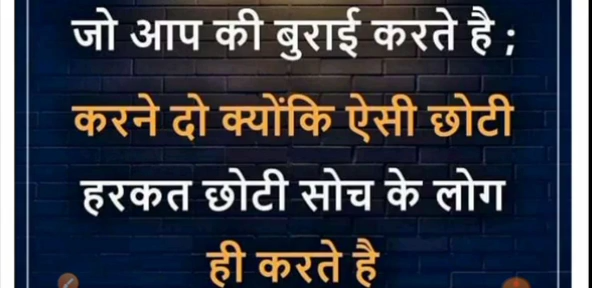 जो आप की बुराई करते है ;
करने दो क्योंकि ऐसी छोटी
हरकत छोटी सोच के लोग
ही करते है